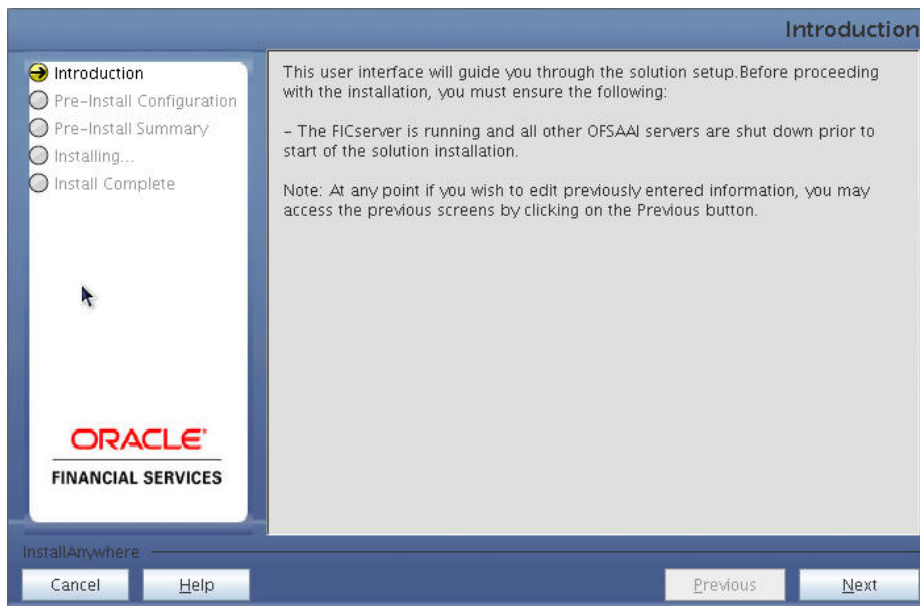 Introduction
Introduction
Pre-Install Configuration
Pre-Install Summary
Installing...
Install Complete
ORACLE
FINANCIAL SERVICES
This user interface will guide you through the solution setup.Before proceeding
with the installation, you must ensure the following:
- The FICserver is running and all other OFSAAI servers are shut down prior to
start of the solution installation.
Note: At any point if you wish to edit previously entered information, you may
access the previous screens by clicking on the Previous button.
InstallAnywhere
Cancel
Help
Previous
Next